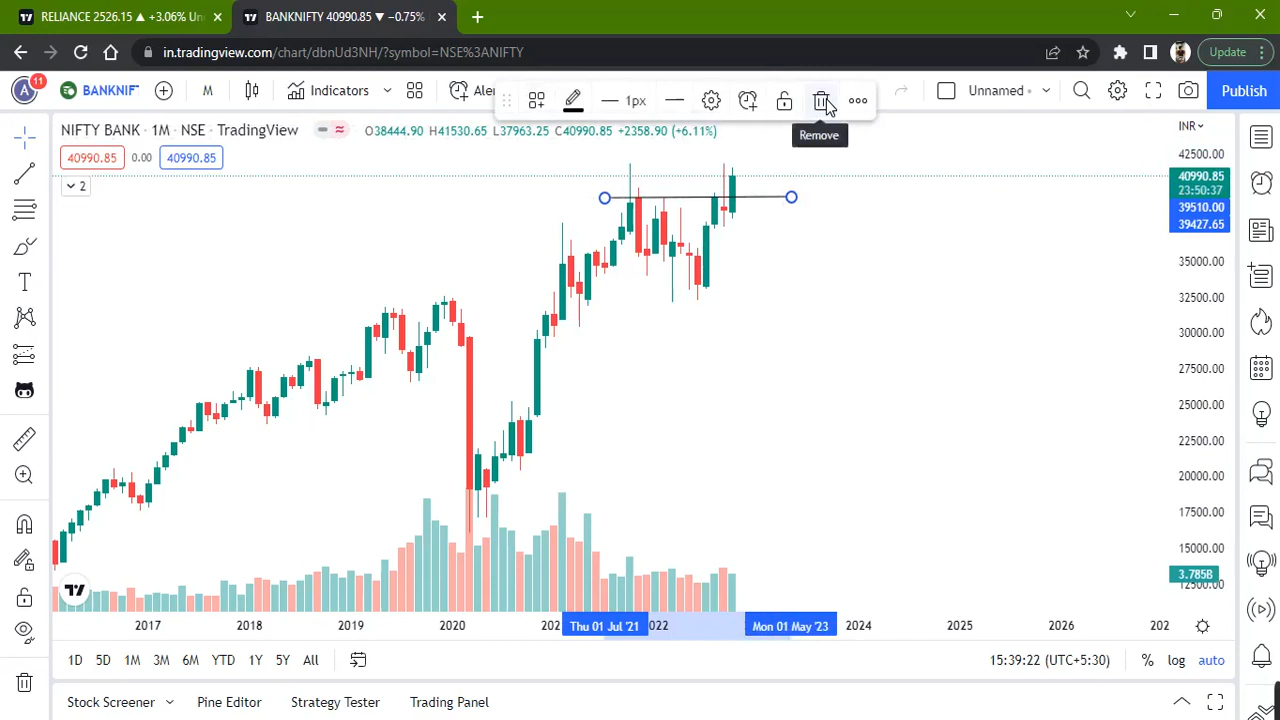 RELIANCE 2526.15 ▲ +3.06% Un
BANKNIFTY 40990.85 ▼ −0.75%
in.tradingview.com/chart/dbnUd3NH/?symbol=NSE%3ANIFTY
Update
A 11 BANKNIF M Indicators Ale 1px Unnamed Publish
Remove
NIFTY BANK · 1M · NSE · TradingView O38444.90 H41530.65 L37963.25 C40990.85 +2358.90 (+6.11%)
INR
40990.85 0.00 40990.85
2
42500.00
40990.85
23:50:37
39510.00
39427.65
35000.00
32500.00
30000.00
27500.00
25000.00
22500.00
20000.00
17500.00
15000.00
3.785B
12500.00
2017 2018 2019 2020 202 Thu 01 Jul '21 022 Mon 01 May '23 2024 2025 2026 202
1D 5D 1M 3M 6M YTD 1Y 5Y All 15:39:22 (UTC+5:30) % log auto
Stock Screener Pine Editor Strategy Tester Trading Panel